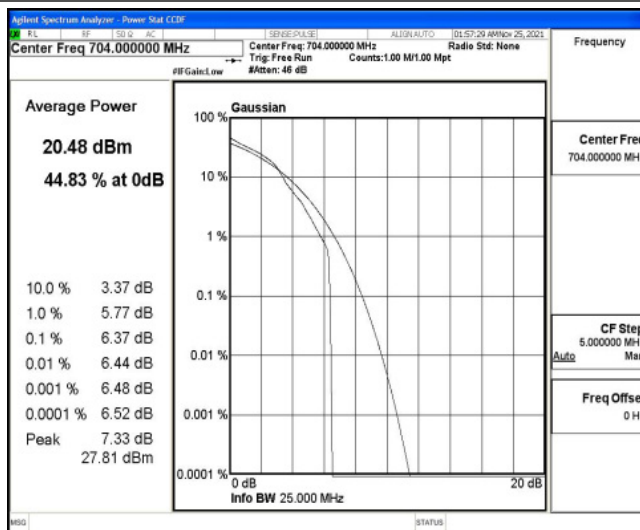 Agilent Spectrum Analyzer - Power Stat CCDF
RL RF 50 Ω AC SENSE:PULSE ALIGN AUTO 01:57:29 AM Nov 25, 2021
Center Freq 704.000000 MHz
Center Freq: 704.000000 MHz Radio Std: None
Trig: Free Run Counts:1.00 M/1.00 Mpt
#IFGain:Low #Atten: 46 dB
Frequency
Average Power
20.48 dBm
44.83 % at 0dB
10.0 % 3.37 dB
1.0 % 5.77 dB
0.1 % 6.37 dB
0.01 % 6.44 dB
0.001 % 6.48 dB
0.0001 % 6.52 dB
Peak 7.33 dB
27.81 dBm
Gaussian
100 %
10 %
1 %
0.1 %
0.01 %
0.001 %
0.0001 %
0 dB 20 dB
Info BW 25.000 MHz
Center Fre
704.000000 MH
CF Step
5.000000 MH
Auto Ma
Freq Offse
0 H
MSG STATUS